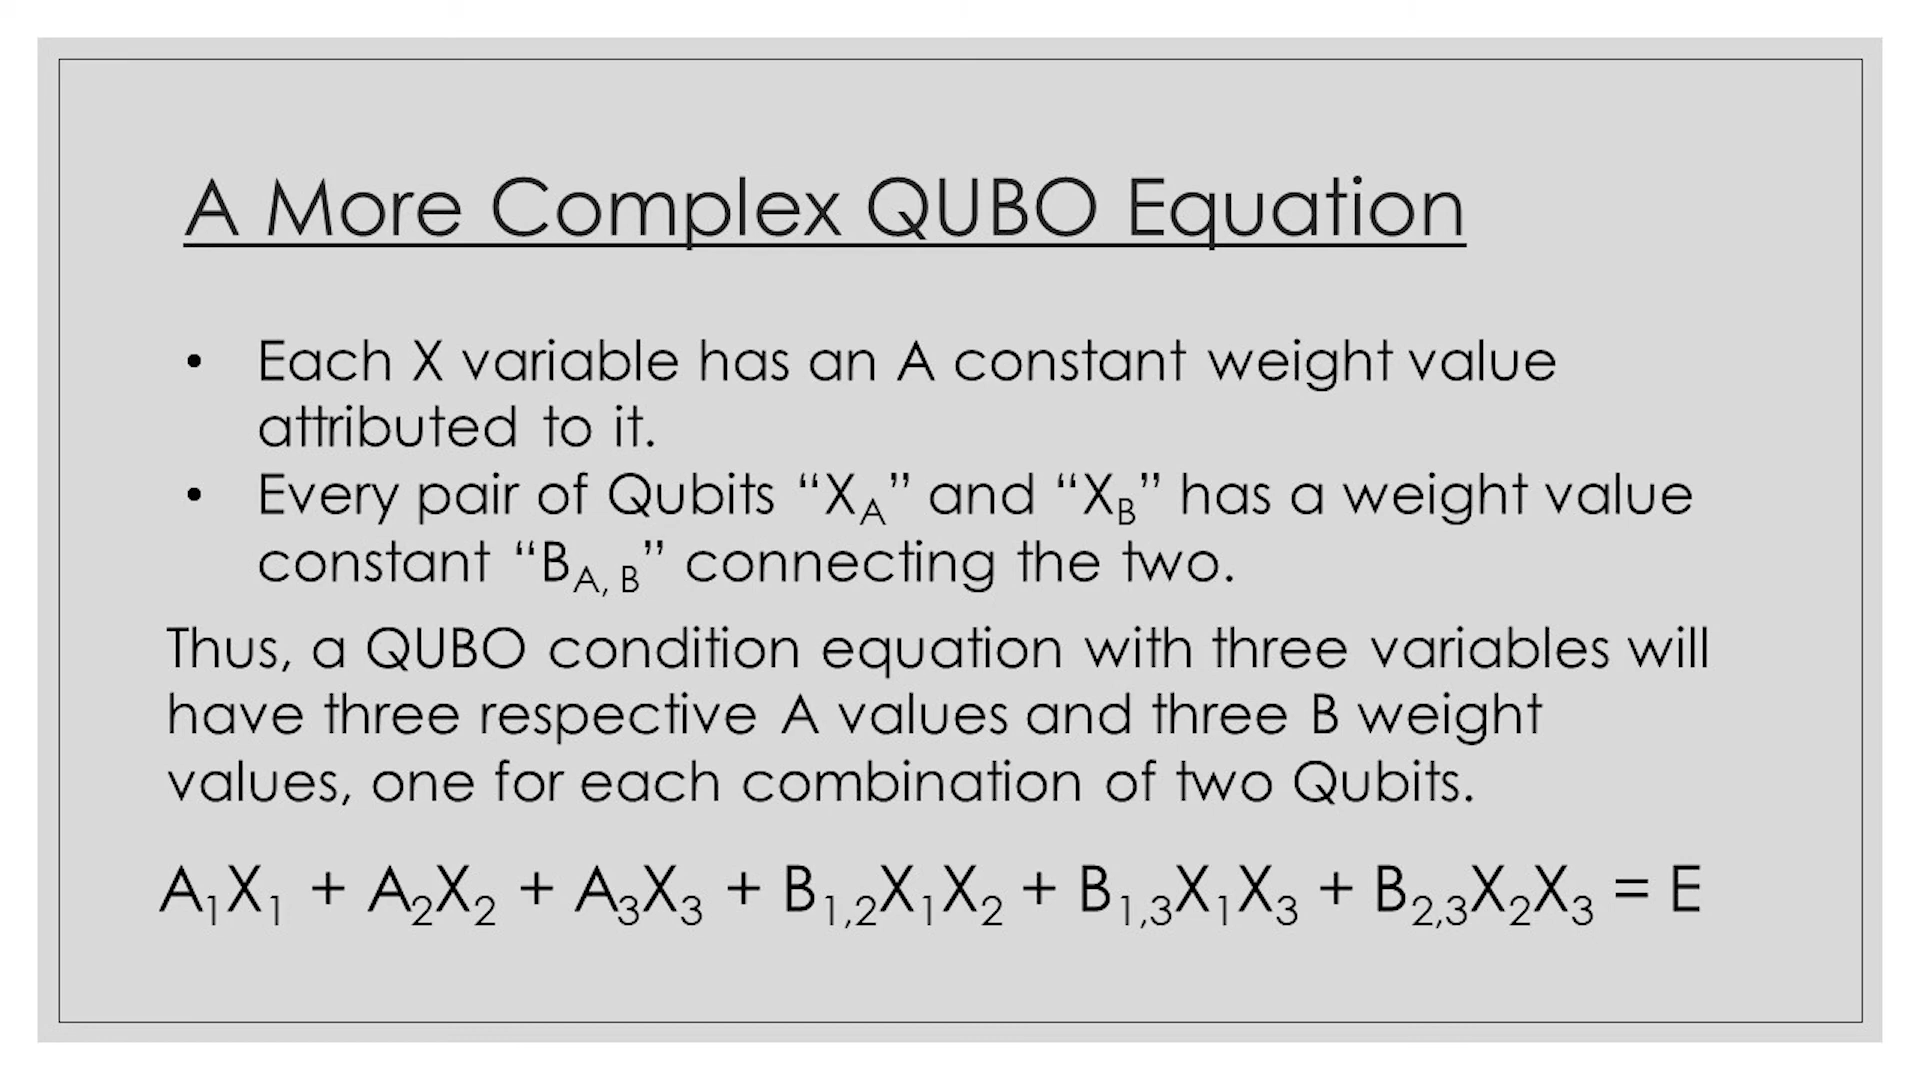 A More Complex QUBO Equation
• Each X variable has an A constant weight value
attributed to it.
• Every pair of Qubits “X_A” and “X_B” has a weight value
constant “B_A, B” connecting the two.
Thus, a QUBO condition equation with three variables will
have three respective A values and three B weight
values, one for each combination of two Qubits.
A₁X₁ + A₂X₂ + A₃X₃ + B₁,₂X₁X₂ + B₁,₃X₁X₃ + B₂,₃X₂X₃ = E